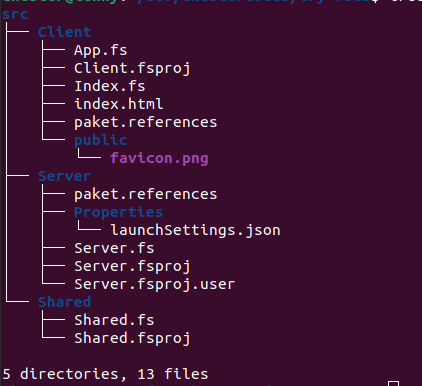 src
├── Client
│   ├── App.fs
│   ├── Client.fsproj
│   ├── Index.fs
│   ├── index.html
│   ├── paket.references
│   └── public
│       └── favicon.png
├── Server
│   ├── paket.references
│   ├── Properties
│   │   └── launchSettings.json
│   ├── Server.fs
│   ├── Server.fsproj
│   └── Server.fsproj.user
└── Shared
    ├── Shared.fs
    └── Shared.fsproj
5 directories, 13 files